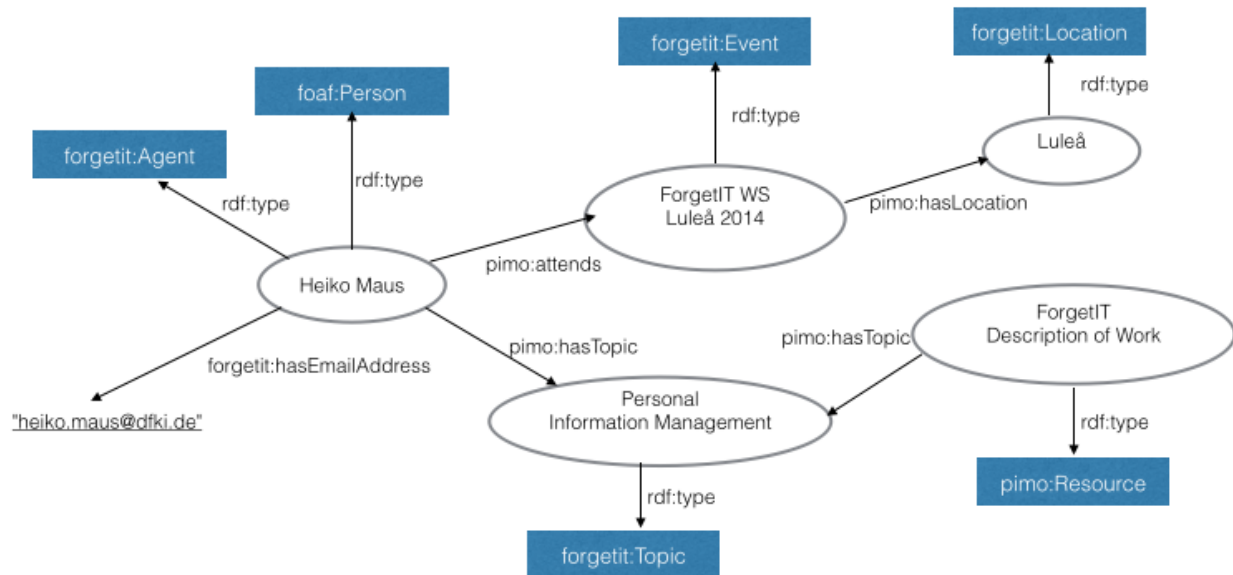 forgetit:Event
forgetit:Location
foaf:Person
rdf:type
rdf:type
forgetit:Agent
Luleå
rdf:type
rdf:type
ForgetIT WS
Luleå 2014
pimo:hasLocation
Heiko Maus
pimo:attends
ForgetIT
Description of Work
pimo:hasTopic
pimo:hasTopic
forgetit:hasEmailAddress
"heiko.maus@dfki.de"
Personal
Information Management
rdf:type
pimo:Resource
rdf:type
forgetit:Topic